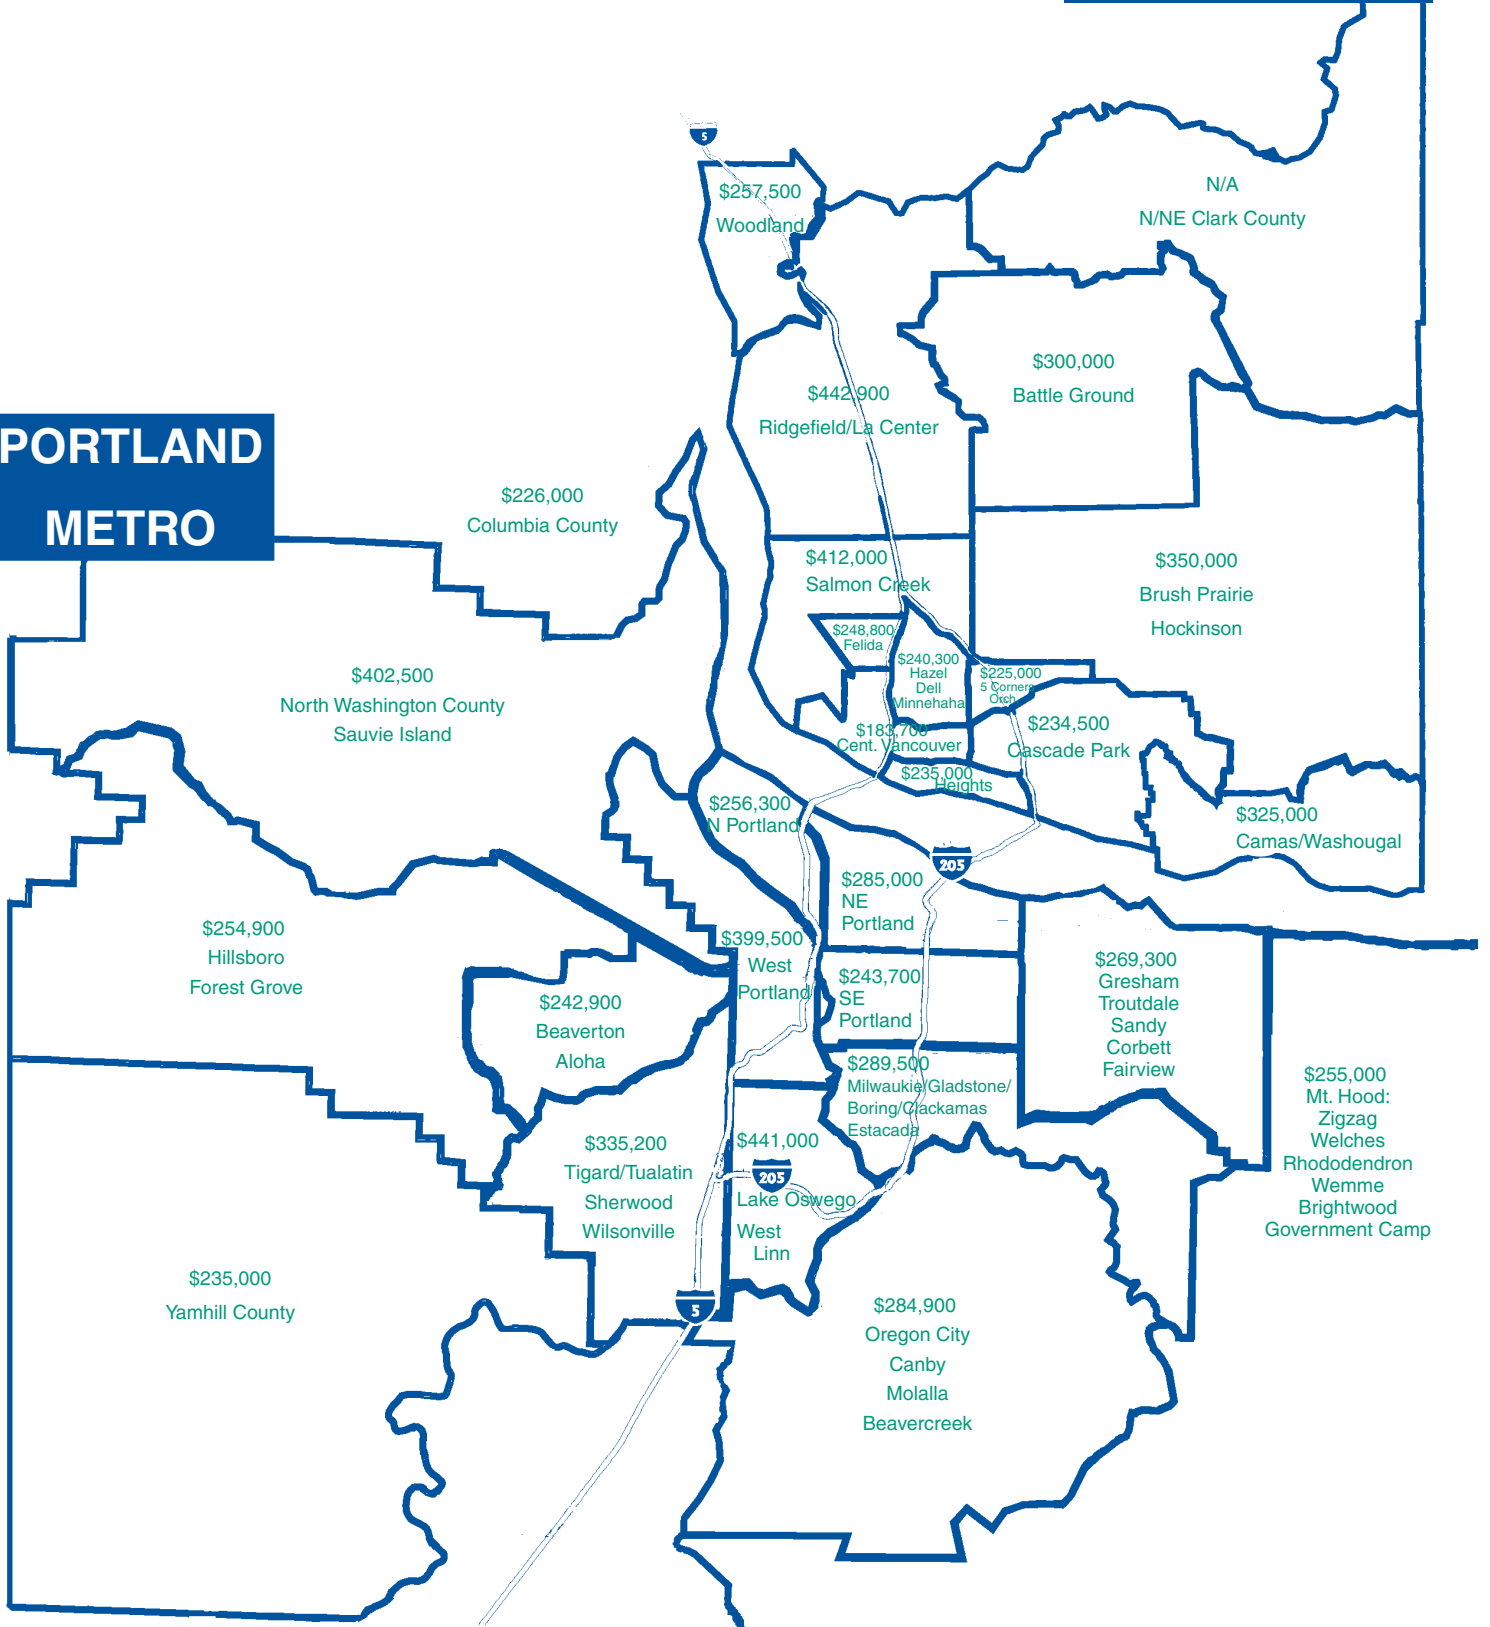 5
$257,500
Woodland
N/A
N/NE Clark County
$300,000
Battle Ground
$442,900
Ridgefield/La Center
PORTLAND
METRO
$226,000
Columbia County
$412,000
Salmon Creek
$350,000
Brush Prairie
Hockinson
$248,800
Felida
$240,300
Hazel
Dell
Minnehaha
$225,000
5 Corners
Orch
$402,500
North Washington County
Sauvie Island
$183,700
Cent. Vancouver
$234,500
Cascade Park
$235,000
Heights
$256,300
N Portland
$325,000
Camas/Washougal
205
$285,000
NE
Portland
$254,900
Hillsboro
Forest Grove
$399,500
West
Portland
$243,700
SE
Portland
$269,300
Gresham
Troutdale
Sandy
Corbett
Fairview
$242,900
Beaverton
Aloha
$289,500
Milwaukie/Gladstone/
Boring/Clackamas
Estacada
$255,000
Mt. Hood:
Zigzag
Welches
Rhododendron
Wemme
Brightwood
Government Camp
$335,200
Tigard/Tualatin
Sherwood
Wilsonville
$441,000
205
Lake Oswego
West
Linn
$235,000
Yamhill County
5
$284,900
Oregon City
Canby
Molalla
Beavercreek